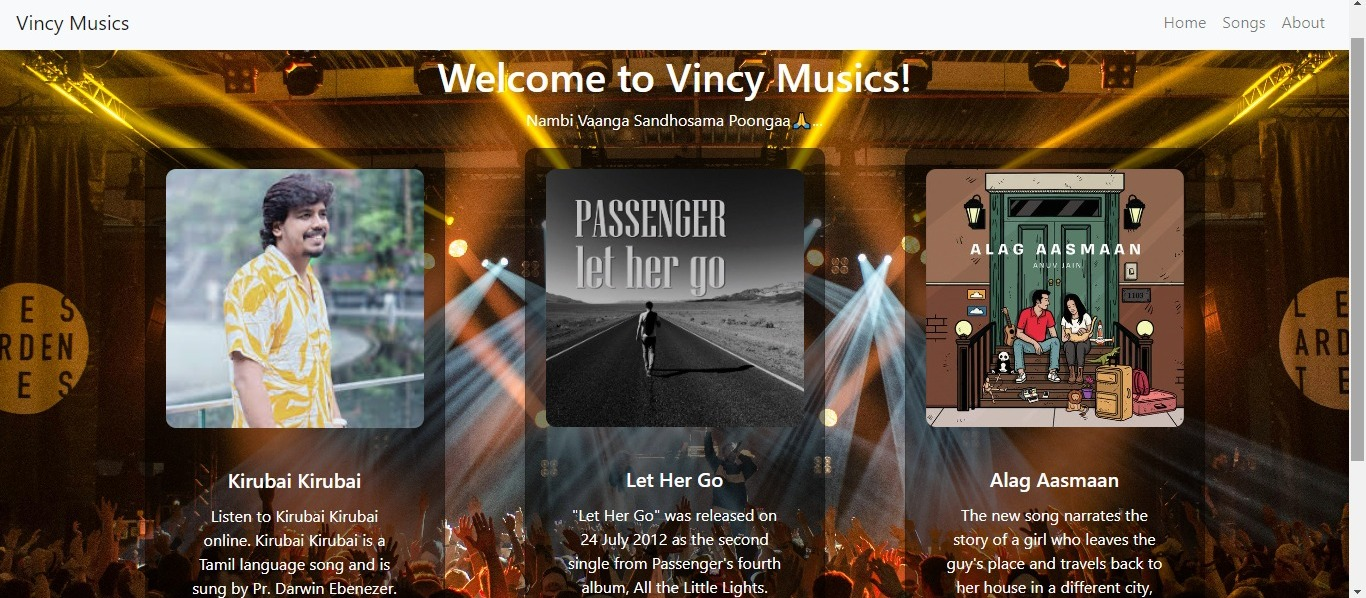 Vincy Musics
Home Songs About
Welcome to Vincy Musics!
Nambi Vaanga Sandhosama Poongaa🙏...
PASSENGER
let her go
ALAG AASMAAN
ANUV JAIN
1103
E S
RDEN
E S
L E
ARD
T E
Kirubai Kirubai
Listen to Kirubai Kirubai
online. Kirubai Kirubai is a
Tamil language song and is
sung by Pr. Darwin Ebenezer.
Let Her Go
"Let Her Go" was released on
24 July 2012 as the second
single from Passenger's fourth
album, All the Little Lights.
Alag Aasmaan
The new song narrates the
story of a girl who leaves the
guy's place and travels back to
her house in a different city,